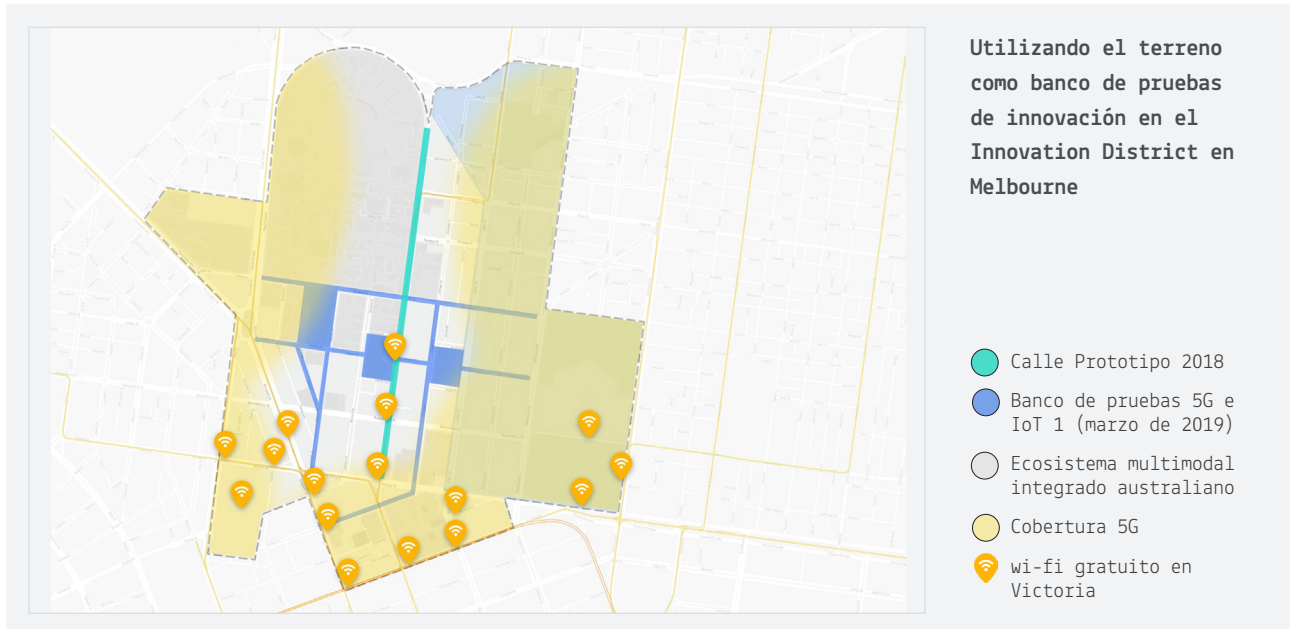 Utilizando el terreno
como banco de pruebas
de innovación en el
Innovation District en
Melbourne
Calle Prototipo 2018
Banco de pruebas 5G e
IoT 1 (marzo de 2019)
Ecosistema multimodal
integrado australiano
Cobertura 5G
wi-fi gratuito en
Victoria